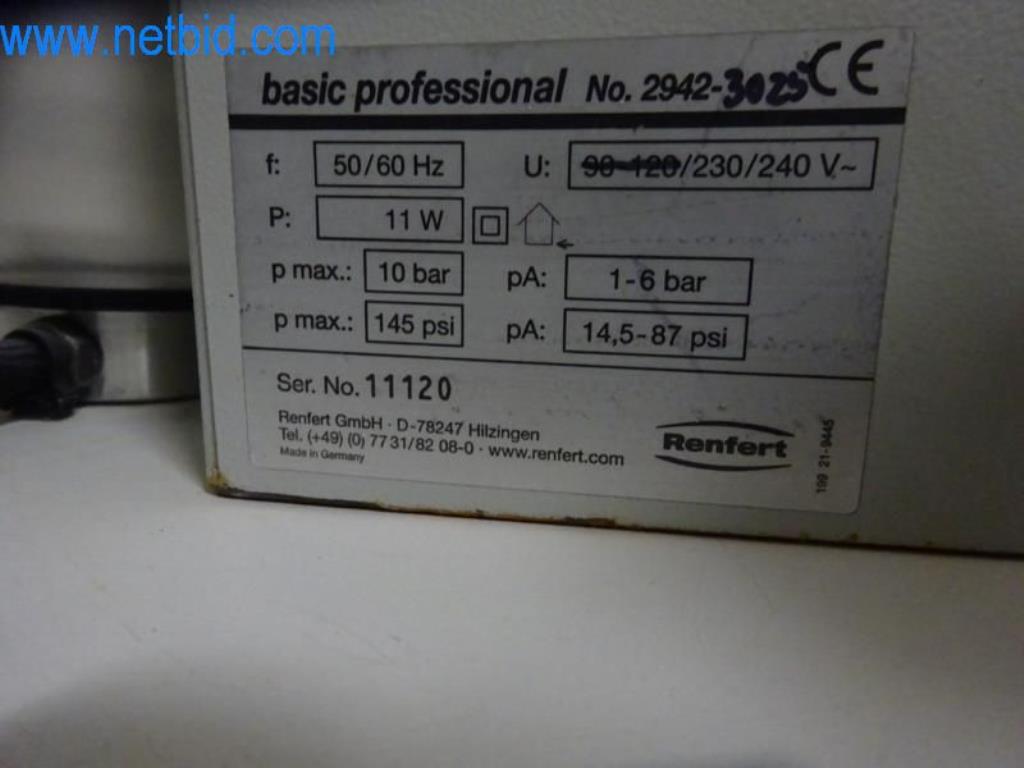 www.netbid.com
basic professional No. 2942-3025 CE
f: 50/60 Hz U: 90-120/230/240 V~
P: 11 W
p max.: 10 bar pA: 1-6 bar
p max.: 145 psi pA: 14,5-87 psi
Ser. No. 11120
Renfert GmbH · D-78247 Hilzingen
Tel. (+49) (0) 7731/82 08-0 · www.renfert.com
Made in Germany
Renfert
199 21-9445